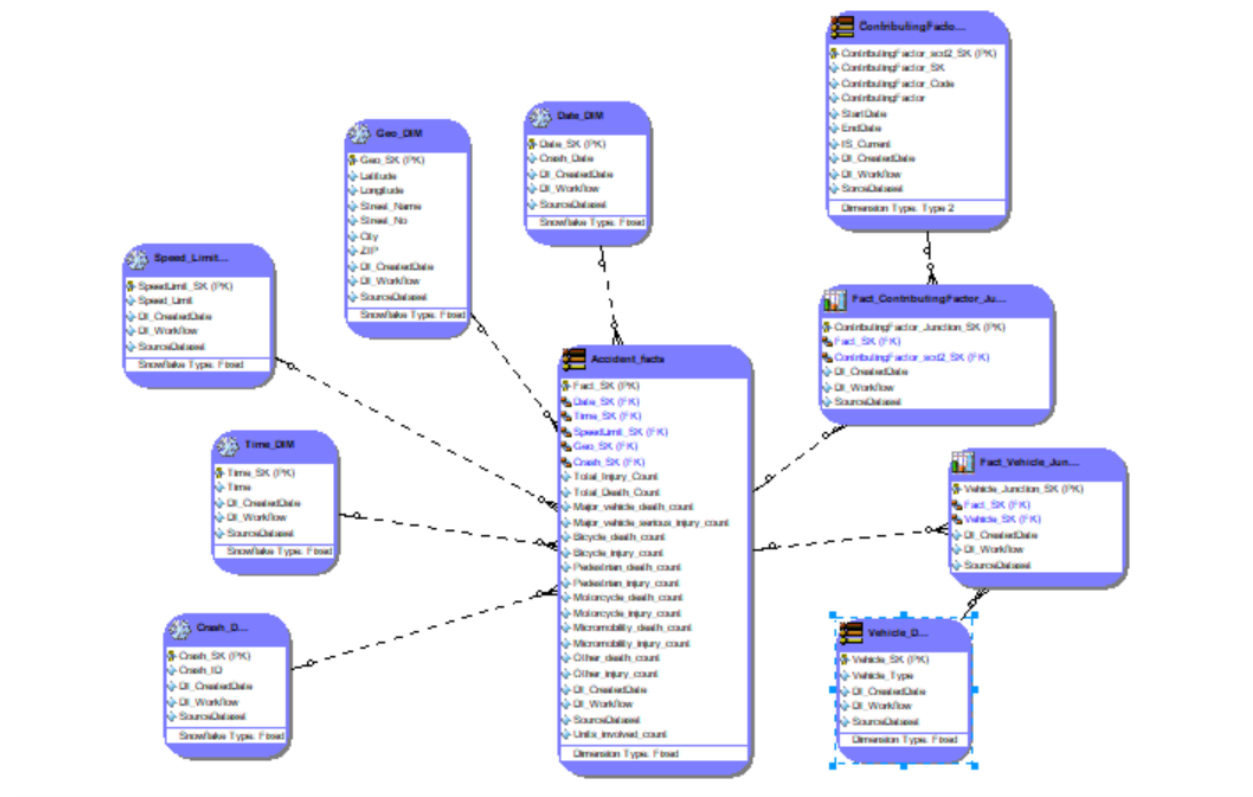 ContributingFacto...
ContributingFactor_scd2_SK (PK)
ContributingFactor_SK
ContributingFactor_Code
ContributingFactor
StartDate
EndDate
IS_Current
DI_CreatedDate
DI_Workflow
SorceDataset
Dimension Type: Type 2
Date_DIM
Date_SK (PK)
Crash_Date
DI_CreatedDate
DI_Workflow
SourceDataset
Snowflake Type: Fixed
Geo_DIM
Geo_SK (PK)
Latitude
Longitude
Street_Name
Street_No
City
ZIP
DI_CreatedDate
DI_Workflow
SourceDataset
Snowflake Type: Fixed
Speed_Limit...
SpeedLimit_SK (PK)
Speed_Limit
DI_CreatedDate
DI_Workflow
SourceDataset
Snowflake Type: Fixed
Fact_ContributingFactor_Ju...
ContributingFactor_Junction_SK (PK)
Fact_SK (FK)
ContributingFactor_scd2_SK (FK)
DI_CreatedDate
DI_Workflow
SourceDataset
Accident_facts
Fact_SK (PK)
Date_SK (FK)
Time_SK (FK)
SpeedLimit_SK (FK)
Geo_SK (FK)
Crash_SK (FK)
Total_Injury_Count
Total_Death_Count
Major_vehicle_death_count
Major_vehicle_serious_injury_count
Bicycle_death_count
Bicycle_injury_count
Pedestrian_death_count
Pedestrian_injury_count
Motorcycle_death_count
Motorcycle_injury_count
Micromobility_death_count
Micromobility_injury_count
Other_death_count
Other_injury_count
DI_CreatedDate
DI_Workflow
SourceDataset
Units_involved_count
Dimension Type: Fixed
Time_DIM
Time_SK (PK)
Time
DI_CreatedDate
DI_Workflow
SourceDataset
Snowflake Type: Fixed
Fact_Vehicle_Jun...
Vehicle_Junction_SK (PK)
Fact_SK (FK)
Vehicle_SK (FK)
DI_CreatedDate
DI_Workflow
SourceDataset
Crash_D...
Crash_SK (PK)
Crash_ID
DI_CreatedDate
DI_Workflow
SourceDataset
Snowflake Type: Fixed
Vehicle_D...
Vehicle_SK (PK)
Vehicle_Type
DI_CreatedDate
DI_Workflow
SourceDataset
Dimension Type: Fixed